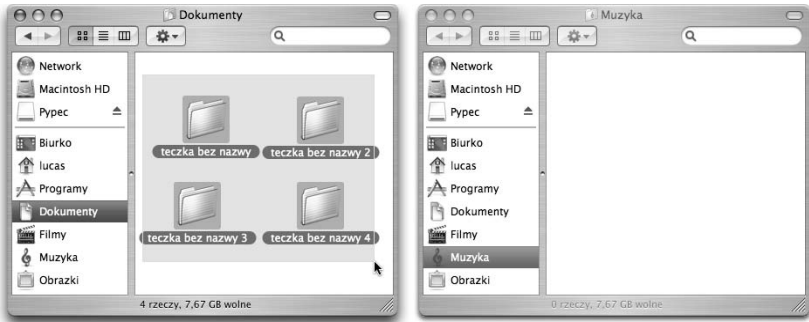 Dokumenty
Network
Macintosh HD
Pypec
Biurko
lucas
Programy
Dokumenty
Filmy
Muzyka
Obrazki
teczka bez nazwy
teczka bez nazwy 2
teczka bez nazwy 3
teczka bez nazwy 4
4 rzeczy, 7,67 GB wolne
Muzyka
Network
Macintosh HD
Pypec
Biurko
lucas
Programy
Dokumenty
Filmy
Muzyka
Obrazki
0 rzeczy, 7,67 GB wolne